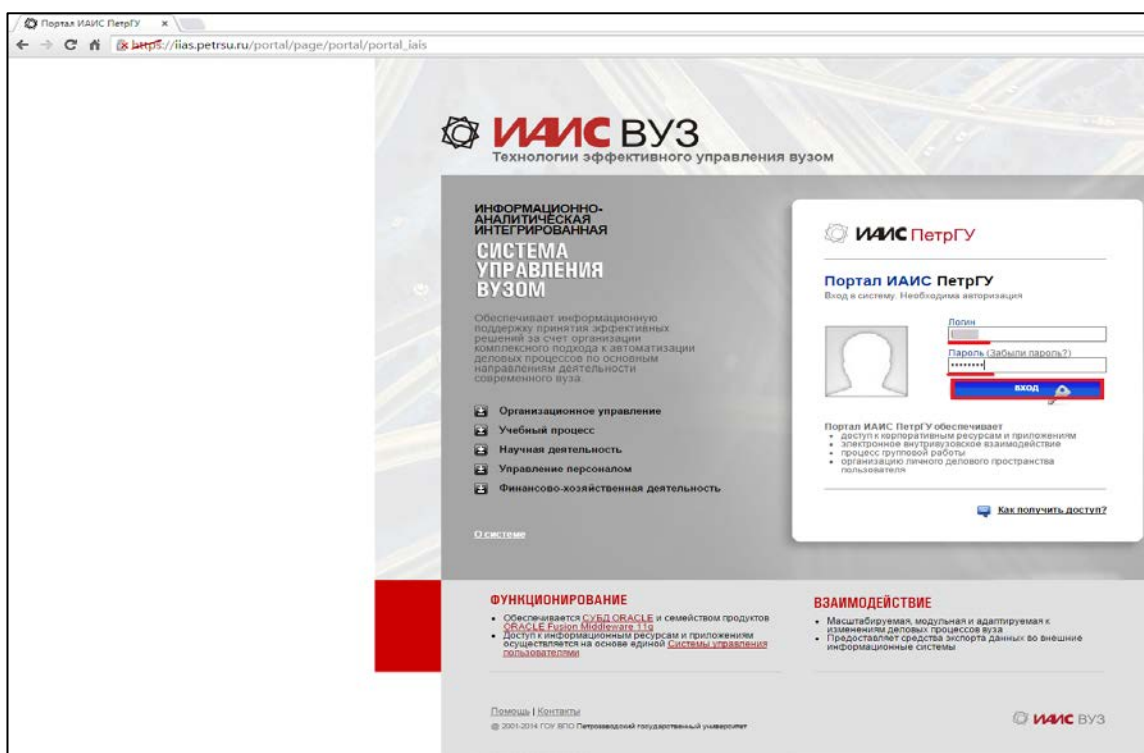 Портал ИАИС ПетрГУ
https://iias.petrsu.ru/portal/page/portal/portal_iais
ИАИС ВУЗ
Технологии эффективного управления вузом
ИНФОРМАЦИОННО-
АНАЛИТИЧЕСКАЯ
ИНТЕГРИРОВАННАЯ
СИСТЕМА
УПРАВЛЕНИЯ
ВУЗОМ
Обеспечивает информационную
поддержку принятия эффективных
решений за счет организации
комплексного подхода к автоматизации
деловых процессов по основным
направлениям деятельности
современного вуза.
Организационное управление
Учебный процесс
Научная деятельность
Управление персоналом
Финансово-хозяйственная деятельность
О системе
ИАИС ПетрГУ
Портал ИАИС ПетрГУ
Вход в систему. Необходима авторизация
Логин
Пароль (Забыли пароль?)
ВХОД
Портал ИАИС ПетрГУ обеспечивает
доступ к корпоративным ресурсам и приложениям
электронное внутривузовское взаимодействие
процесс групповой работы
организацию личного делового пространства
пользователя
Как получить доступ?
ФУНКЦИОНИРОВАНИЕ
Обеспечивается СУБД ORACLE и семейством продуктов
ORACLE Fusion Middleware 11g
Доступ к информационным ресурсам и приложениям
осуществляется на основе единой Системы управления
пользователями
ВЗАИМОДЕЙСТВИЕ
Масштабируемая, модульная и адаптируемая к
изменениям деловых процессов вуза
Предоставляет средства экспорта данных во внешние
информационные системы
Помощь | Контакты
@ 2001-2014 ГОУ ВПО Петрозаводский государственный университет
ИАИС ВУЗ